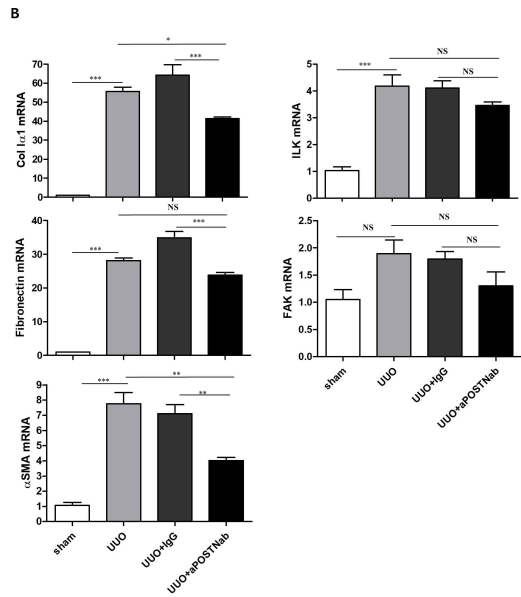 B
Col Iα1 mRNA
70
60
50
40
30
20
10
0
***
*
***
Fibronectin mRNA
40
30
20
10
0
***
NS
***
αSMA mRNA
9
8
7
6
5
4
3
2
1
0
***
**
**
sham
UUO
UUO+IgG
UUO+aPOSTNab
ILK mRNA
5
4
3
2
1
0
***
NS
NS
FAK mRNA
2.5
2.0
1.5
1.0
0.5
0.0
NS
NS
NS
sham
UUO
UUO+IgG
UUO+aPOSTNab